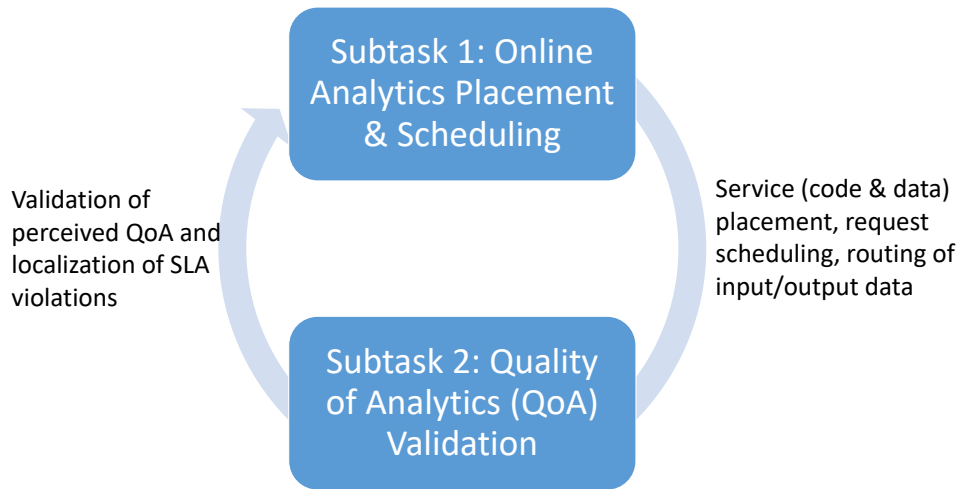 Subtask 1: Online
Analytics Placement
& Scheduling
Validation of
perceived QoA and
localization of SLA
violations
Service (code & data)
placement, request
scheduling, routing of
input/output data
Subtask 2: Quality
of Analytics (QoA)
Validation